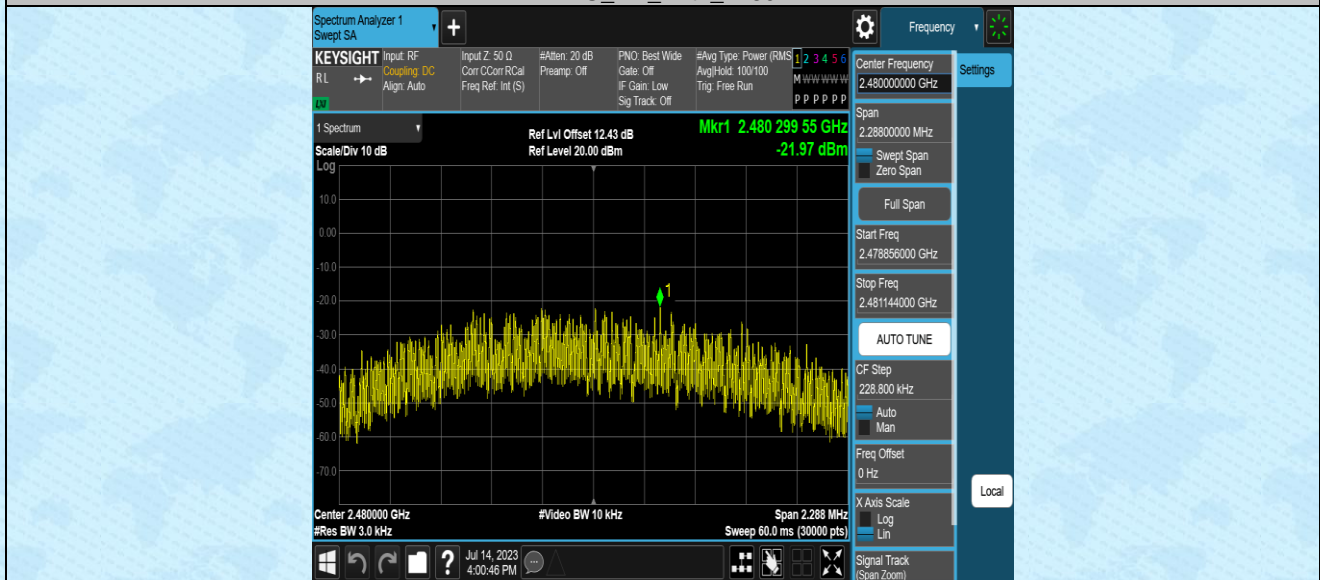 Spectrum Analyzer 1
Swept SA
Frequency
KEYSIGHT
RL
LXI
Input: RF
Coupling: DC
Align: Auto
Input Z: 50 Ω
Corr CCorr RCal
Freq Ref: Int (S)
#Atten: 20 dB
Preamp: Off
PNO: Best Wide
Gate: Off
IF Gain: Low
Sig Track: Off
#Avg Type: Power (RMS
Avg|Hold: 100/100
Trig: Free Run
1 2 3 4 5 6
M W W W W W
P P P P P P
1 Spectrum
Scale/Div 10 dB
Log
Ref Lvl Offset 12.43 dB
Ref Level 20.00 dBm
Mkr1 2.480 299 55 GHz
-21.97 dBm
10.0
0.00
-10.0
-20.0
-30.0
-40.0
-50.0
-60.0
-70.0
1
Center 2.480000 GHz
#Res BW 3.0 kHz
#Video BW 10 kHz
Span 2.288 MHz
Sweep 60.0 ms (30000 pts)
Jul 14, 2023
4:00:46 PM
Center Frequency
2.480000000 GHz
Settings
Span
2.28800000 MHz
Swept Span
Zero Span
Full Span
Start Freq
2.478856000 GHz
Stop Freq
2.481144000 GHz
AUTO TUNE
CF Step
228.800 kHz
Auto
Man
Freq Offset
0 Hz
X Axis Scale
Log
Lin
Local
Signal Track
(Span Zoom)